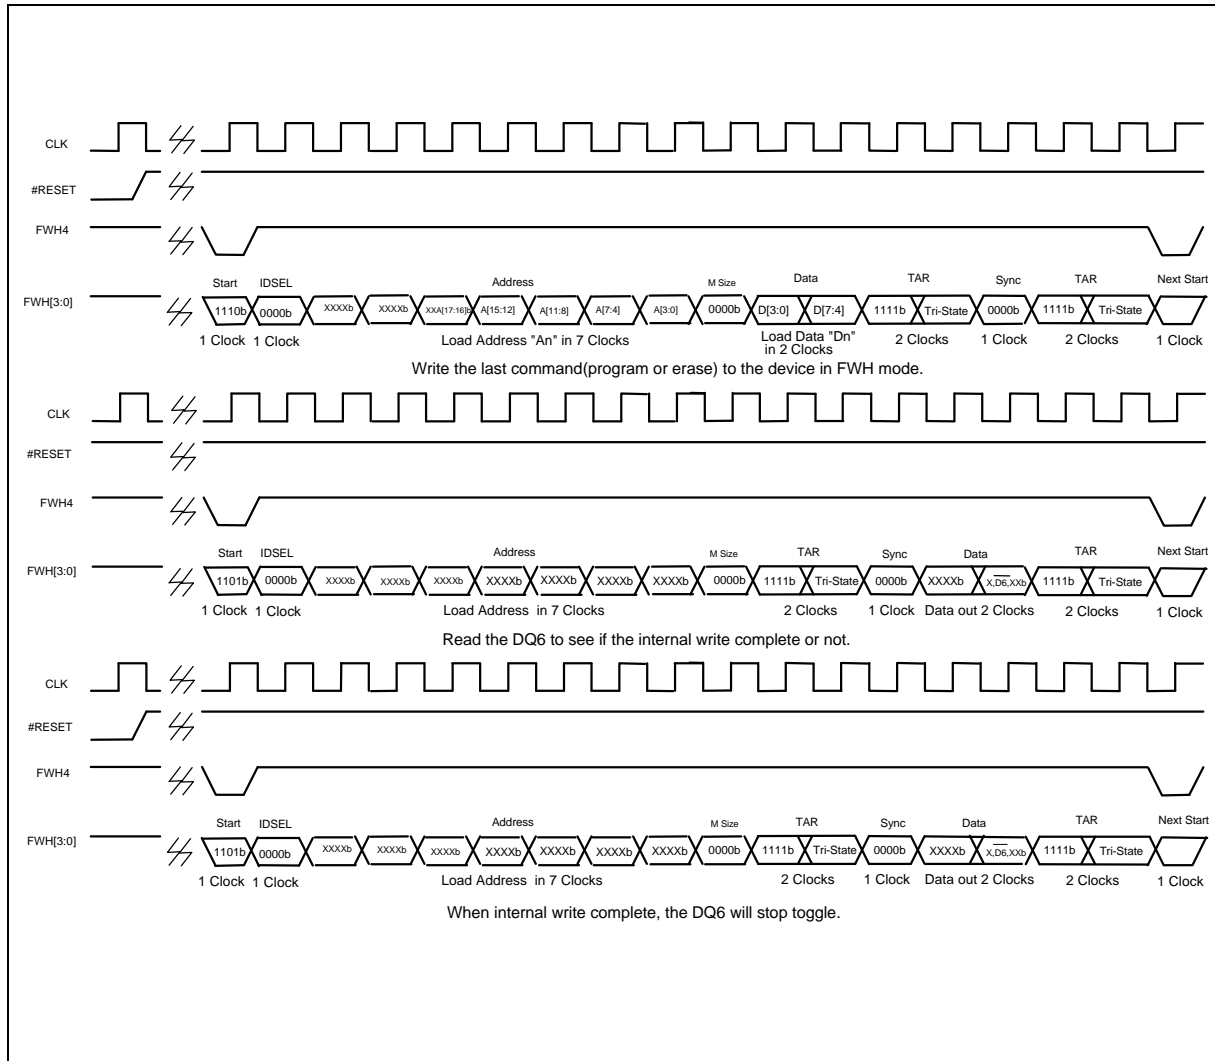 CLK
#RESET
FWH4
Start IDSEL Address M Size Data TAR Sync TAR Next Start
FWH[3:0] 1110b 0000b XXXXb XXXXb XXA[17:16]b A[15:12] A[11:8] A[7:4] A[3:0] 0000b D[3:0] D[7:4] 1111b Tri-State 0000b 1111b Tri-State
1 Clock 1 Clock Load Address "An" in 7 Clocks Load Data "Dn" 2 Clocks 1 Clock 2 Clocks 1 Clock
in 2 Clocks
Write the last command(program or erase) to the device in FWH mode.
CLK
#RESET
FWH4
Start IDSEL Address M Size TAR Sync Data TAR Next Start
FWH[3:0] 1101b 0000b XXXXb XXXXb XXXXb XXXXb XXXXb XXXXb XXXXb 0000b 1111b Tri-State 0000b XXXXb X,D6,XXb 1111b Tri-State
1 Clock 1 Clock Load Address in 7 Clocks 2 Clocks 1 Clock Data out 2 Clocks 2 Clocks 1 Clock
Read the DQ6 to see if the internal write complete or not.
CLK
#RESET
FWH4
Start IDSEL Address M Size TAR Sync Data TAR Next Start
FWH[3:0] 1101b 0000b XXXXb XXXXb XXXXb XXXXb XXXXb XXXXb XXXXb 0000b 1111b Tri-State 0000b XXXXb X,D6,XXb 1111b Tri-State
1 Clock 1 Clock Load Address in 7 Clocks 2 Clocks 1 Clock Data out 2 Clocks 2 Clocks 1 Clock
When internal write complete, the DQ6 will stop toggle.